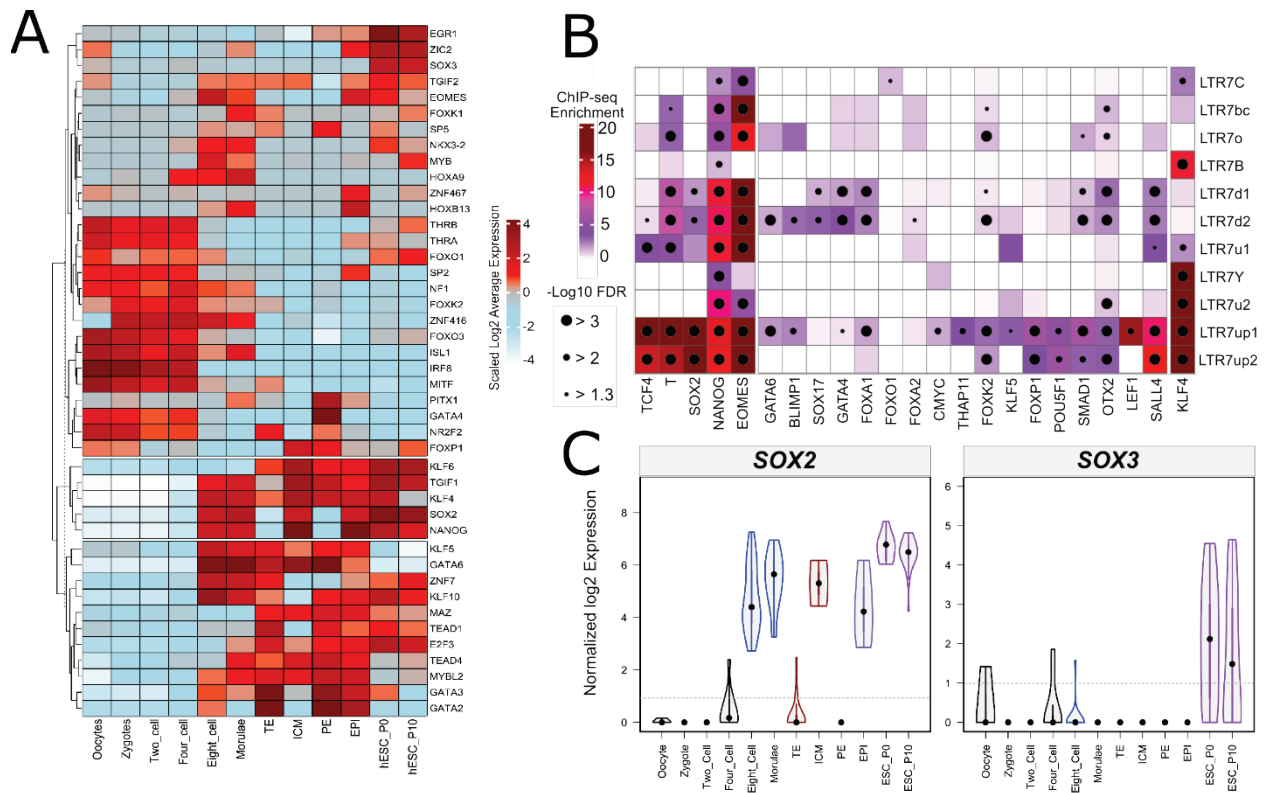 A
EGR1
ZIC2
SOX3
TGIF2
EOMES
FOXK1
SP5
NKX3-2
MYB
HOXA9
ZNF467
HOXB13
THRB
THRA
FOXO1
SP2
NF1
FOXK2
ZNF416
FOXO3
ISL1
IRF8
MITF
PITX1
GATA4
NR2F2
FOXP1
KLF6
TGIF1
KLF4
SOX2
NANOG
KLF5
GATA6
ZNF7
KLF10
MAZ
TEAD1
E2F3
TEAD4
MYBL2
GATA3
GATA2
Oocytes
Zygotes
Two_cell
Four_cell
Eight_cell
Morulae
TE
ICM
PE
EPI
hESC_P0
hESC_P10
Scaled Log2 Average Expression
4
2
0
-2
-4
B
ChIP-seq
Enrichment
20
15
10
5
0
-Log10 FDR
> 3
> 2
> 1.3
LTR7C
LTR7bc
LTR7o
LTR7B
LTR7d1
LTR7d2
LTR7u1
LTR7Y
LTR7u2
LTR7up1
LTR7up2
TCF4
T
SOX2
NANOG
EOMES
GATA6
BLIMP1
SOX17
GATA4
FOXA1
FOXO1
FOXA2
CMYC
THAP11
FOXK2
KLF5
FOXP1
POU5F1
SMAD1
OTX2
LEF1
SALL4
KLF4
C
SOX2
Normalized log2 Expression
8
6
4
2
0
Oocyte
Zygote
Two_Cell
Four_Cell
Eight_Cell
Morulae
TE
ICM
PE
EPI
ESC_P0
ESC_P10
SOX3
6
5
4
3
2
1
0
Oocyte
Zygote
Two_Cell
Four_Cell
Eight_Cell
Morulae
TE
ICM
PE
EPI
ESC_P0
ESC_P10